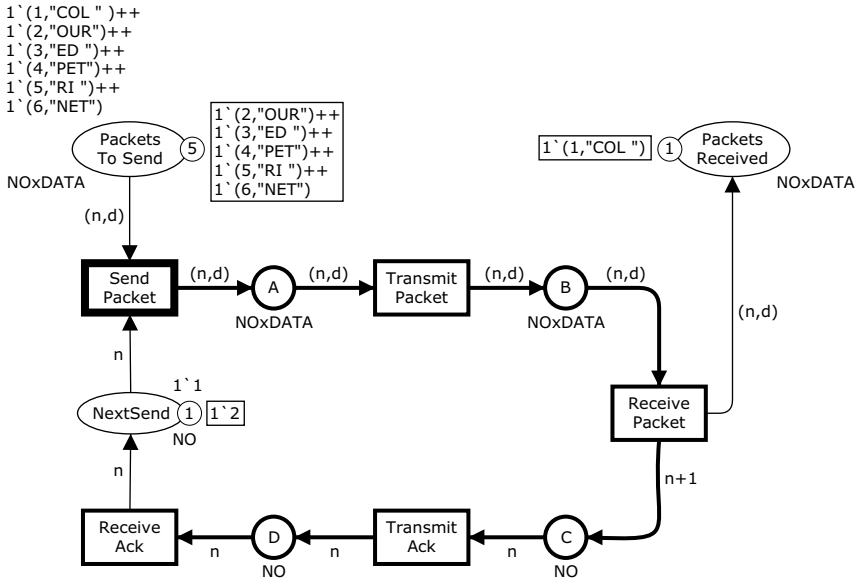 1`(1,"COL ")++
1`(2,"OUR")++
1`(3,"ED ")++
1`(4,"PET")++
1`(5,"RI ")++
1`(6,"NET")
Packets
To Send
5
1`(2,"OUR")++
1`(3,"ED ")++
1`(4,"PET")++
1`(5,"RI ")++
1`(6,"NET")
NOxDATA
1`(1,"COL ")
1
Packets
Received
NOxDATA
(n,d)
Send
Packet
(n,d)
A
NOxDATA
(n,d)
Transmit
Packet
(n,d)
B
NOxDATA
(n,d)
(n,d)
n
1`1
NextSend
1
1`2
NO
Receive
Packet
n
n+1
Receive
Ack
n
D
NO
n
Transmit
Ack
n
C
NO